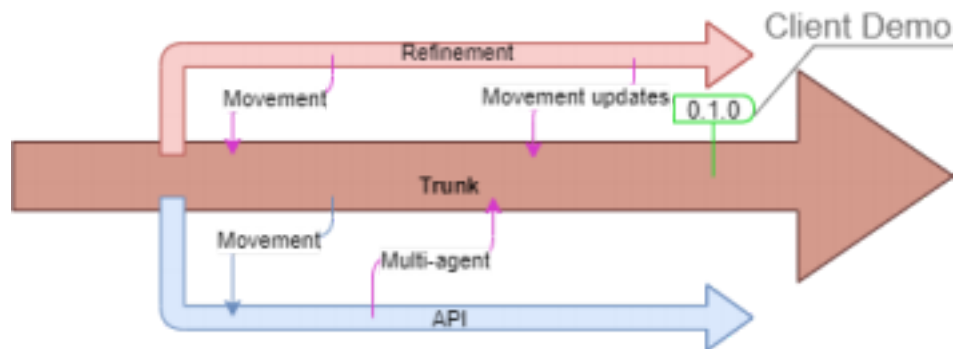 Client Demo
Refinement
Movement
Movement updates
0.1.0
Trunk
Movement
Multi-agent
API